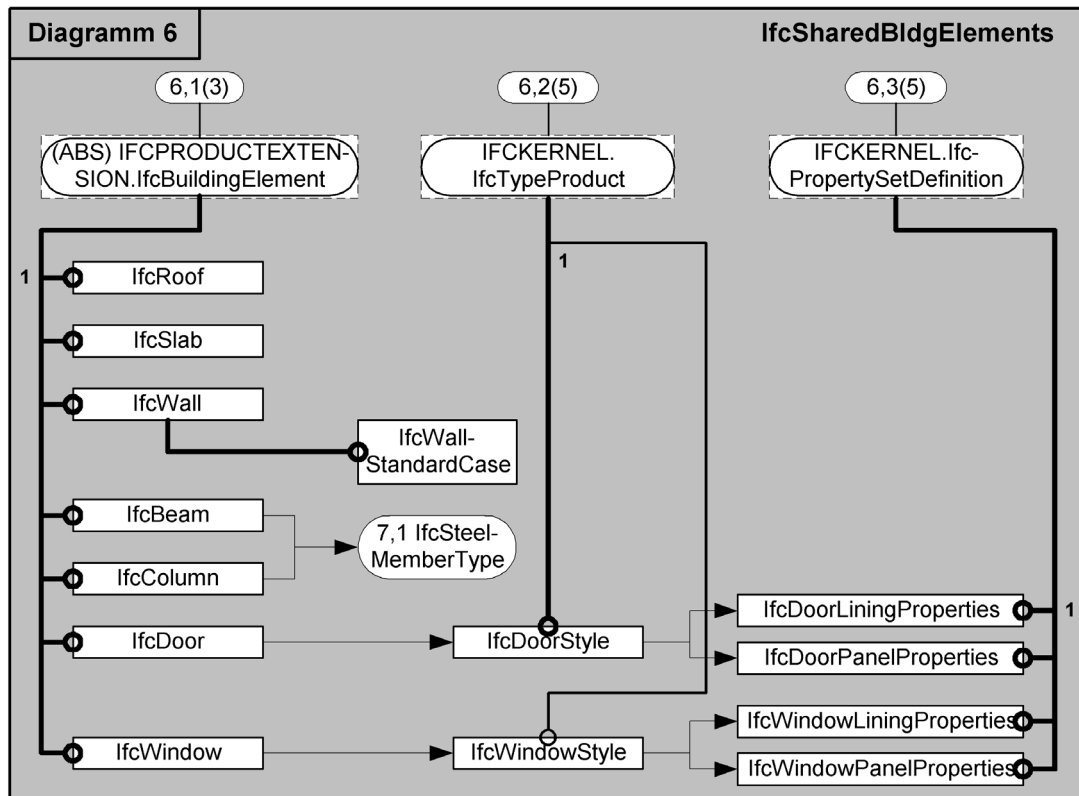 Diagramm 6
IfcSharedBldgElements
6,1(3)
6,2(5)
6,3(5)
(ABS) IFCPRODUCTEXTEN-
SION.IfcBuildingElement
IFCKERNEL.
IfcTypeProduct
IFCKERNEL.Ifc-
PropertySetDefinition
1
1
IfcRoof
IfcSlab
IfcWall
IfcWall-
StandardCase
IfcBeam
7,1 IfcSteel-
MemberType
IfcColumn
IfcDoor
IfcDoorStyle
IfcDoorLiningProperties
1
IfcDoorPanelProperties
IfcWindow
IfcWindowStyle
IfcWindowLiningProperties
IfcWindowPanelProperties